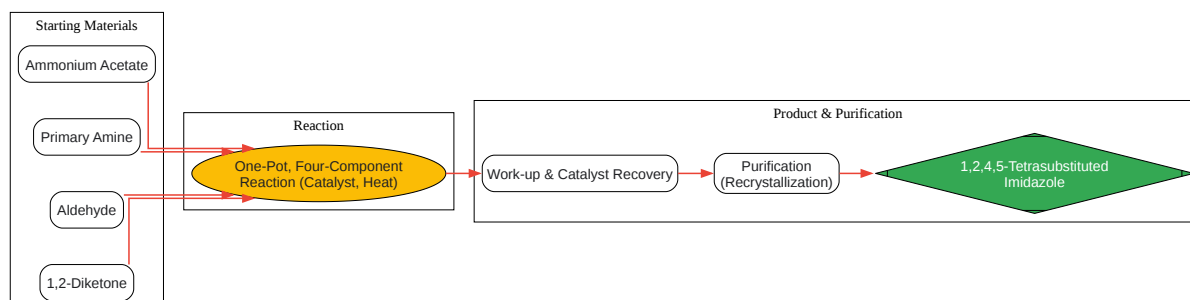 Starting Materials
Ammonium Acetate
Primary Amine
Aldehyde
1,2-Diketone
Reaction
One-Pot, Four-Component
Reaction (Catalyst, Heat)
Product & Purification
Work-up & Catalyst Recovery
Purification
(Recrystallization)
1,2,4,5-Tetrasubstituted
Imidazole